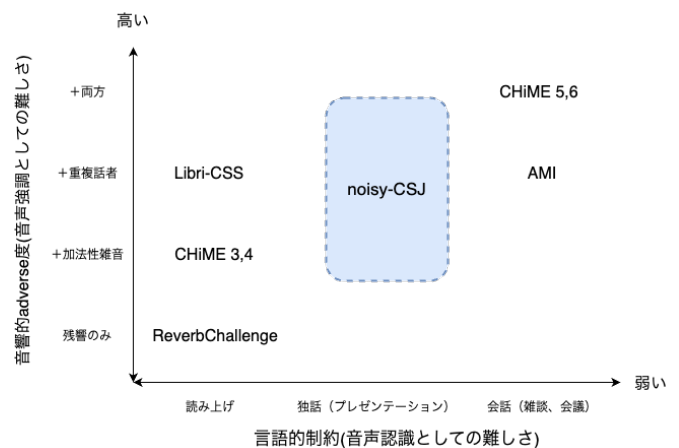 高い
音響的adverse度(音声強調としての難しさ)
＋両方
CHiME 5,6
＋重複話者
Libri-CSS
noisy-CSJ
AMI
＋加法性雑音
CHiME 3,4
残響のみ
ReverbChallenge
弱い
読み上げ
独話（プレゼンテーション）
会話（雑談、会議）
言語的制約(音声認識としての難しさ)